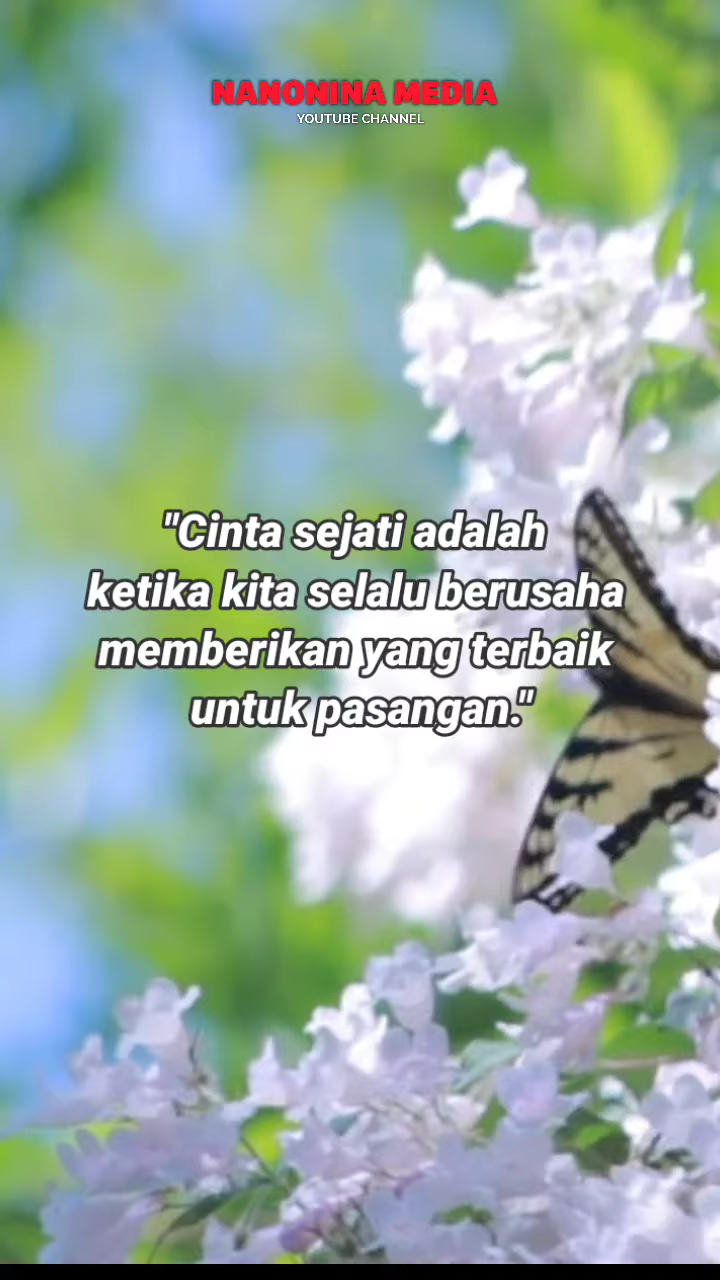 NANONINA MEDIA
YOUTUBE CHANNEL
"Cinta sejati adalah
ketika kita selalu berusaha
memberikan yang terbaik
untuk pasangan."